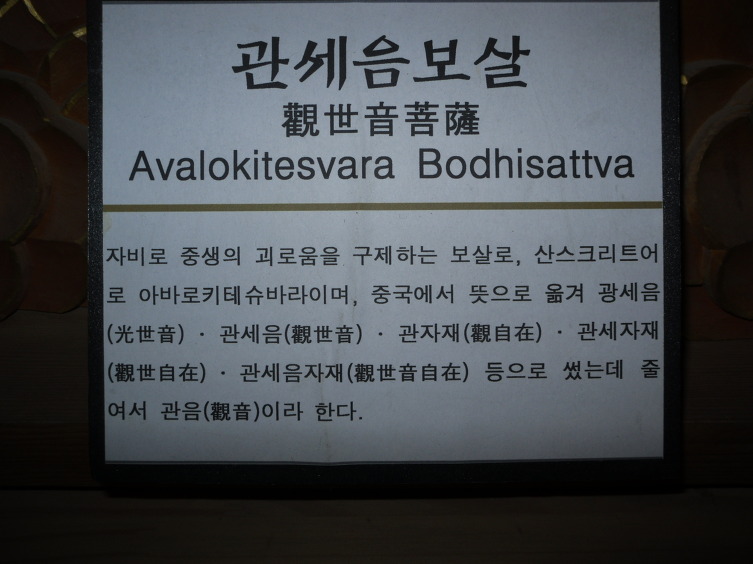 관세음보살
觀世音菩薩
Avalokitesvara Bodhisattva
자비로 중생의 괴로움을 구제하는 보살로, 산스크리트어
로 아바로키테슈바라이며, 중국에서 뜻으로 옮겨 광세음
(光世音) · 관세음(觀世音) · 관자재(觀自在) · 관세자재
(觀世自在) · 관세음자재(觀世音自在) 등으로 썼는데 줄
여서 관음(觀音)이라 한다.